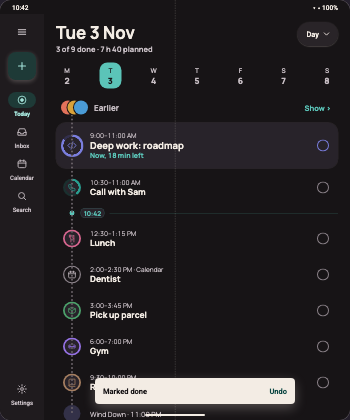 10:42
100%
Tue 3 Nov
3 of 9 done · 7 h 40 planned
Day
M T W T F S S
2 3 4 5 6 7 8
Today
Inbox
Calendar
Search
Settings
Earlier
Show ›
9:00–11:00 AM
Deep work: roadmap
Now, 18 min left
10:30–11:00 AM
Call with Sam
10:42
12:30–1:15 PM
Lunch
2:00–2:30 PM · Calendar
Dentist
3:00–3:45 PM
Pick up parcel
6:00–7:00 PM
Gym
Marked done
Undo
Wind Down · 11:00 PM